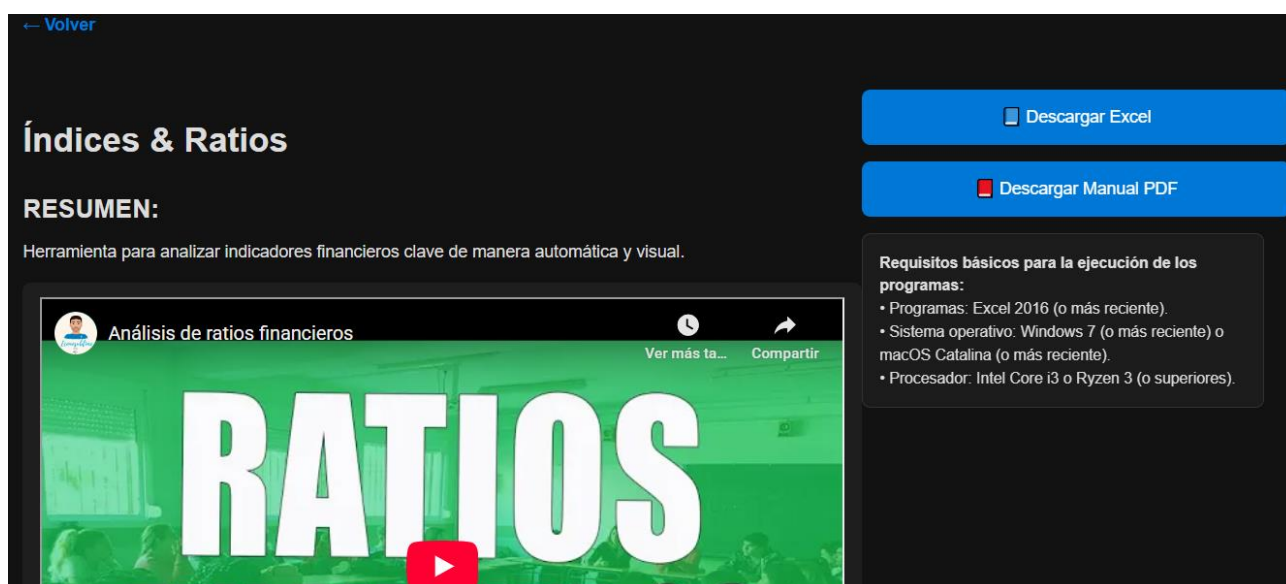 ← Volver
Índices & Ratios
RESUMEN:
Herramienta para analizar indicadores financieros clave de manera automática y visual.
Análisis de ratios financieros
Ver más ta...
Compartir
RATIOS
Descargar Excel
Descargar Manual PDF
Requisitos básicos para la ejecución de los
programas:
• Programas: Excel 2016 (o más reciente).
• Sistema operativo: Windows 7 (o más reciente) o
macOS Catalina (o más reciente).
• Procesador: Intel Core i3 o Ryzen 3 (o superiores).